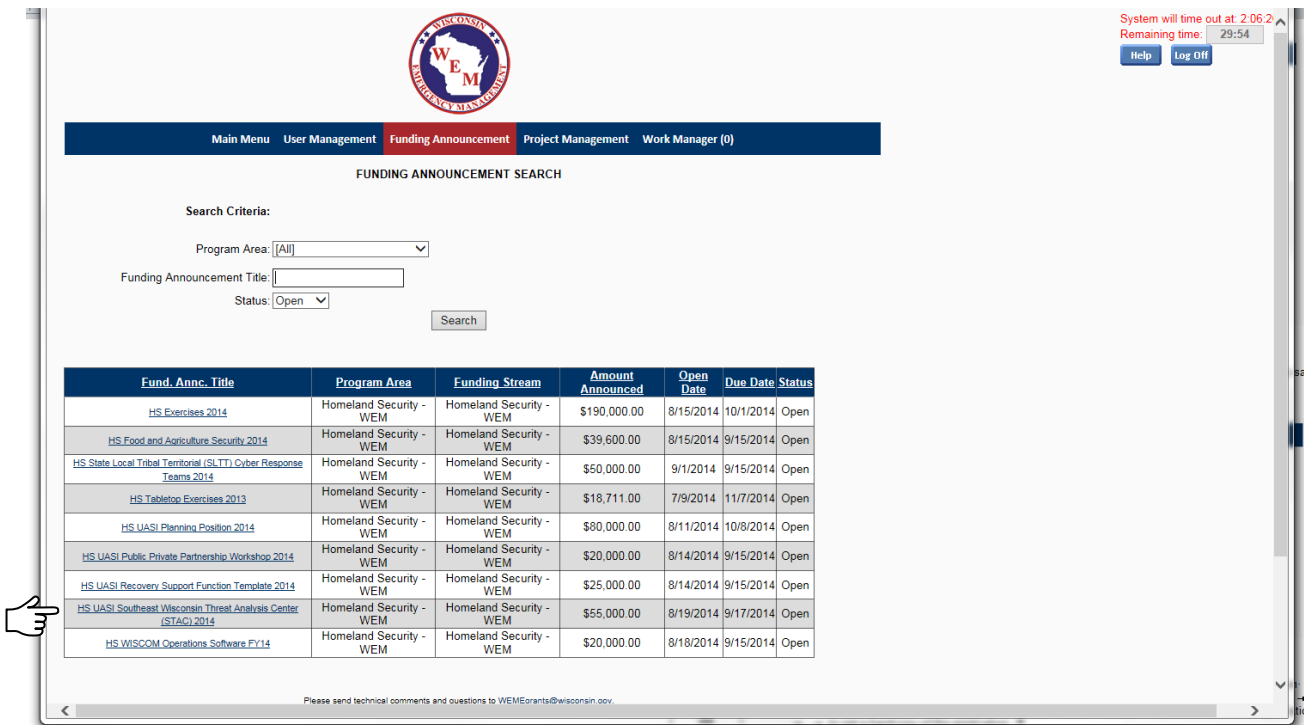 WISCONSIN
WEM
EMERGENCY MANAGEMENT
System will time out at: 2:06:2
Remaining time: 29:54
Help Log Off
Main Menu User Management Funding Announcement Project Management Work Manager (0)
FUNDING ANNOUNCEMENT SEARCH
Search Criteria:
Program Area: [All]
Funding Announcement Title:
Status: Open
Search
Fund. Annc. Title Program Area Funding Stream Amount Announced Open Date Due Date Status
HS Exercises 2014 Homeland Security - WEM Homeland Security - WEM $190,000.00 8/15/2014 10/1/2014 Open
HS Food and Agriculture Security 2014 Homeland Security - WEM Homeland Security - WEM $39,600.00 8/15/2014 9/15/2014 Open
HS State Local Tribal Territorial (SLTT) Cyber Response Teams 2014 Homeland Security - WEM Homeland Security - WEM $50,000.00 9/1/2014 9/15/2014 Open
HS Tabletop Exercises 2013 Homeland Security - WEM Homeland Security - WEM $18,711.00 7/9/2014 11/7/2014 Open
HS UASI Planning Position 2014 Homeland Security - WEM Homeland Security - WEM $80,000.00 8/11/2014 10/8/2014 Open
HS UASI Public Private Partnership Workshop 2014 Homeland Security - WEM Homeland Security - WEM $20,000.00 8/14/2014 9/15/2014 Open
HS UASI Recovery Support Function Template 2014 Homeland Security - WEM Homeland Security - WEM $25,000.00 8/14/2014 9/15/2014 Open
HS UASI Southeast Wisconsin Threat Analysis Center (STAC) 2014 Homeland Security - WEM Homeland Security - WEM $55,000.00 8/19/2014 9/17/2014 Open
HS WISCOM Operations Software FY14 Homeland Security - WEM Homeland Security - WEM $20,000.00 8/18/2014 9/15/2014 Open
Please send technical comments and questions to WEMEgrants@wisconsin.gov.